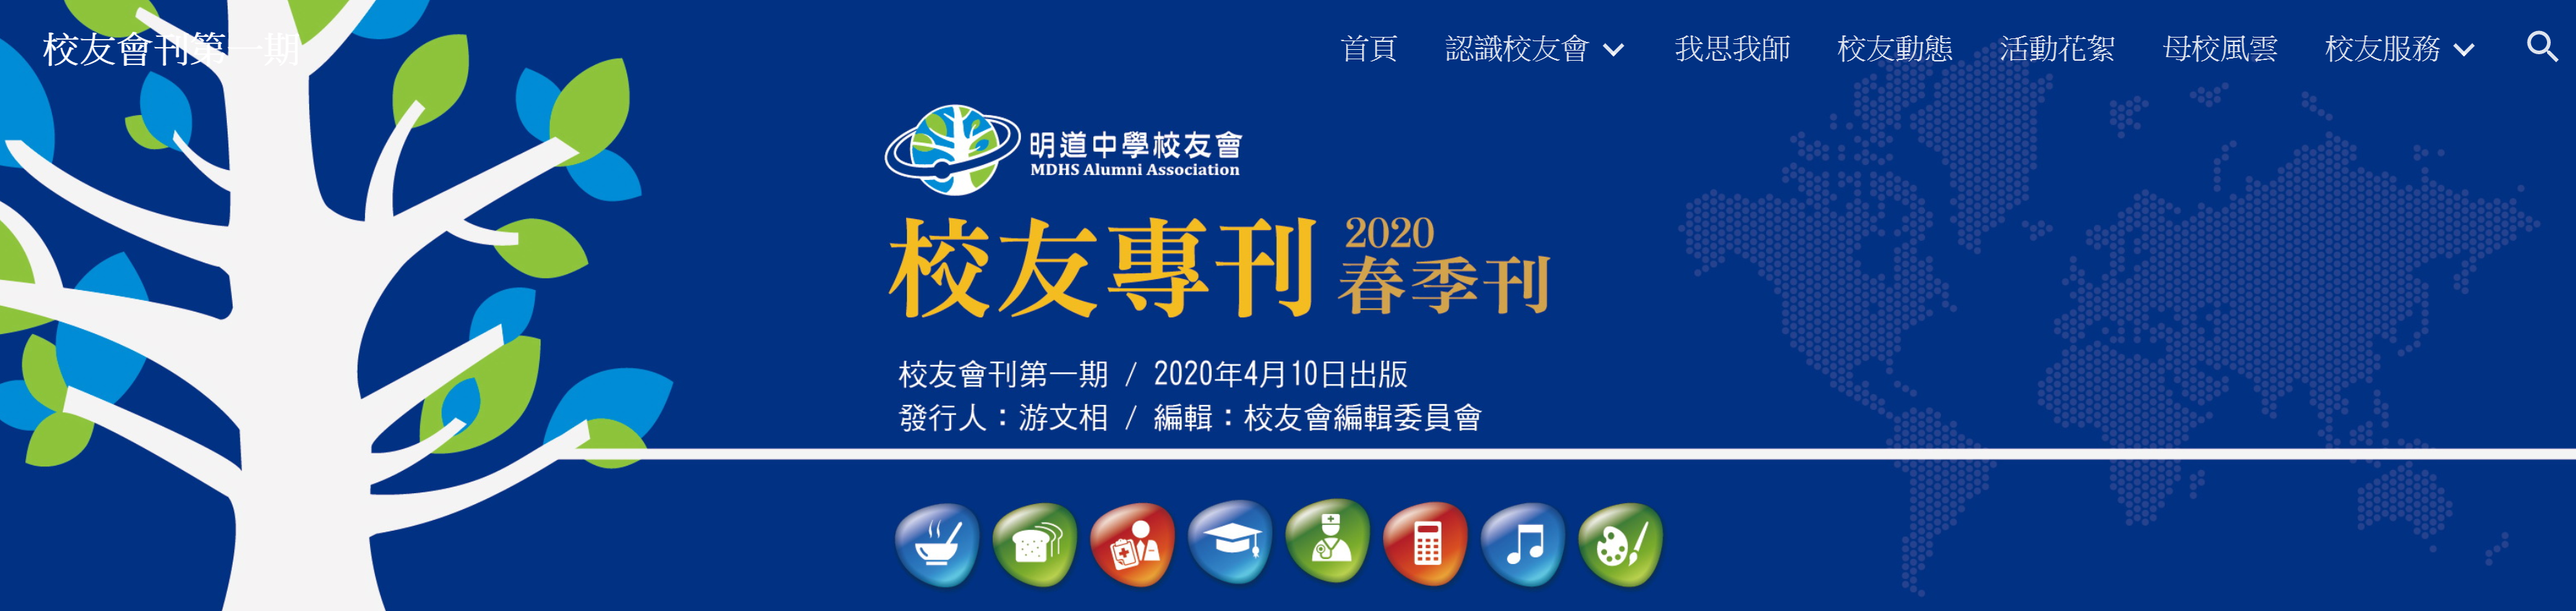 校友會刊第一期
首頁 認識校友會 我思我師 校友動態 活動花絮 母校風雲 校友服務
明道中學校友會
MDHS Alumni Association
校友專刊 2020 春季刊
校友會刊第一期 / 2020年4月10日出版
發行人：游文相 / 編輯：校友會編輯委員會